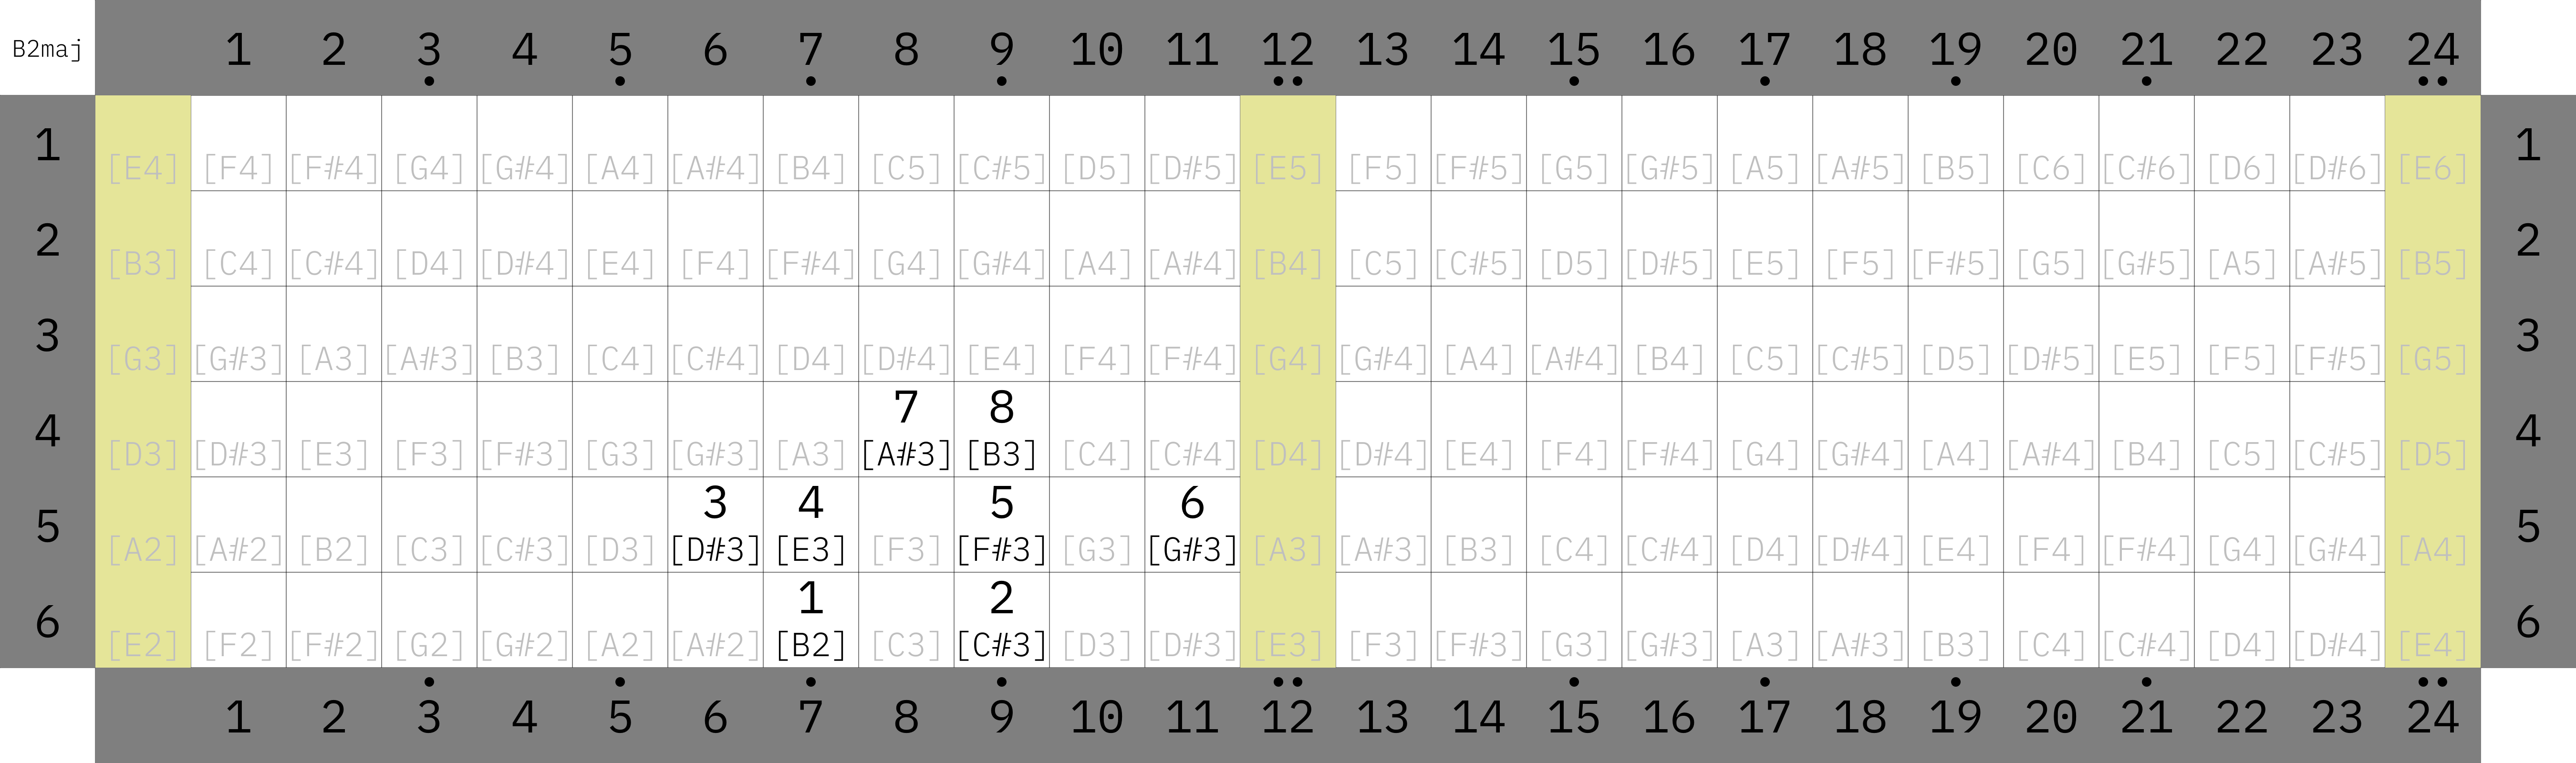 B2maj 1 2 3 4 5 6 7 8 9 10 11 12 13 14 15 16 17 18 19 20 21 22 23 24
1 [E4] [F4] [F#4] [G4] [G#4] [A4] [A#4] [B4] [C5] [C#5] [D5] [D#5] [E5] [F5] [F#5] [G5] [G#5] [A5] [A#5] [B5] [C6] [C#6] [D6] [D#6] [E6] 1
2 [B3] [C4] [C#4] [D4] [D#4] [E4] [F4] [F#4] [G4] [G#4] [A4] [A#4] [B4] [C5] [C#5] [D5] [D#5] [E5] [F5] [F#5] [G5] [G#5] [A5] [A#5] [B5] 2
3 [G3] [G#3] [A3] [A#3] [B3] [C4] [C#4] [D4] [D#4] [E4] [F4] [F#4] [G4] [G#4] [A4] [A#4] [B4] [C5] [C#5] [D5] [D#5] [E5] [F5] [F#5] [G5] 3
7 8
4 [D3] [D#3] [E3] [F3] [F#3] [G3] [G#3] [A3] [A#3] [B3] [C4] [C#4] [D4] [D#4] [E4] [F4] [F#4] [G4] [G#4] [A4] [A#4] [B4] [C5] [C#5] [D5] 4
3 4 5 6
5 [A2] [A#2] [B2] [C3] [C#3] [D3] [D#3] [E3] [F3] [F#3] [G3] [G#3] [A3] [A#3] [B3] [C4] [C#4] [D4] [D#4] [E4] [F4] [F#4] [G4] [G#4] [A4] 5
1 2
6 [E2] [F2] [F#2] [G2] [G#2] [A2] [A#2] [B2] [C3] [C#3] [D3] [D#3] [E3] [F3] [F#3] [G3] [G#3] [A3] [A#3] [B3] [C4] [C#4] [D4] [D#4] [E4] 6
1 2 3 4 5 6 7 8 9 10 11 12 13 14 15 16 17 18 19 20 21 22 23 24